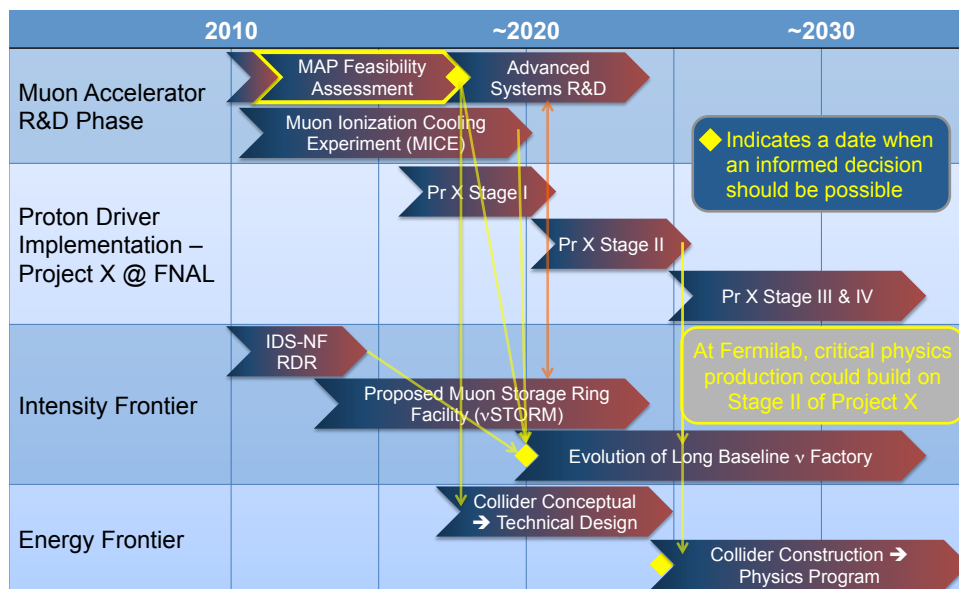 2010
~2020
~2030
Muon Accelerator
R&D Phase
MAP Feasibility
Assessment
Advanced
Systems R&D
Muon Ionization Cooling
Experiment (MICE)
Indicates a date when
an informed decision
should be possible
Proton Driver
Implementation –
Project X @ FNAL
Pr X Stage I
Pr X Stage II
Pr X Stage III & IV
Intensity Frontier
IDS-NF
RDR
Proposed Muon Storage Ring
Facility (νSTORM)
At Fermilab, critical physics
production could build on
Stage II of Project X
Evolution of Long Baseline ν Factory
Energy Frontier
Collider Conceptual
➔ Technical Design
Collider Construction ➔
Physics Program